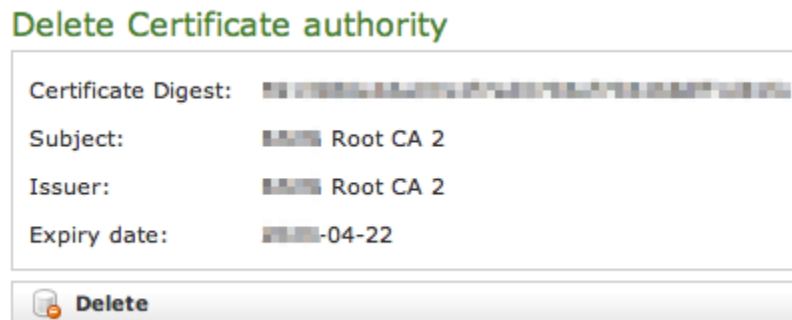 Delete Certificate authority
Certificate Digest:
Subject: Root CA 2
Issuer: Root CA 2
Expiry date: -04-22
Delete